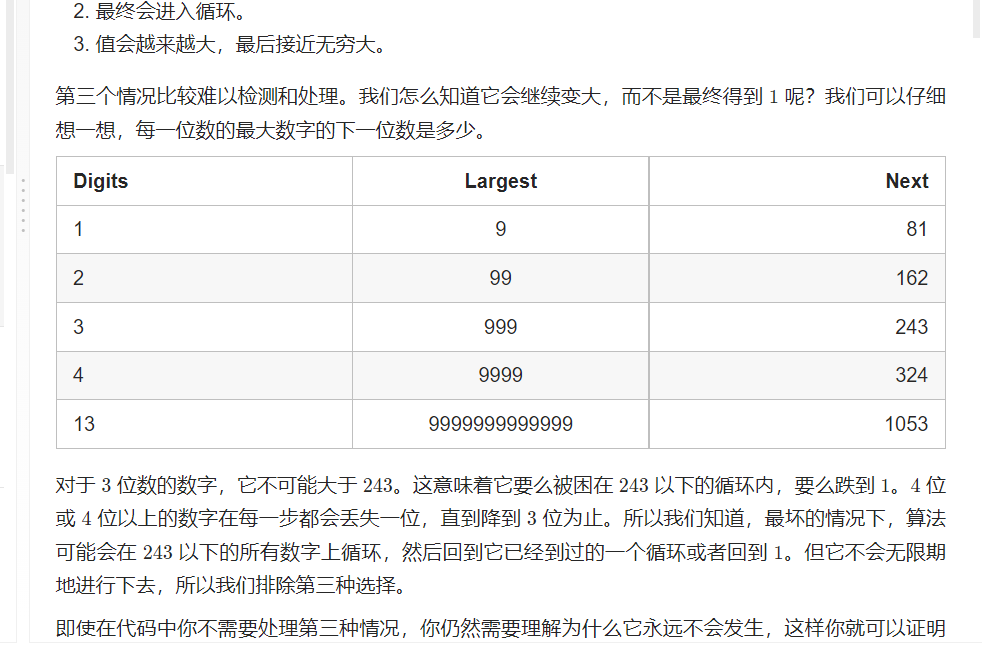 2. 最终会进入循环。
3. 值会越来越大，最后接近无穷大。
第三个情况比较难以检测和处理。我们怎么知道它会继续变大，而不是最终得到 1 呢？我们可以仔细
想一想，每一位数的最大数字的下一位数是多少。
Digits Largest Next
1 9 81
2 99 162
3 999 243
4 9999 324
13 9999999999999 1053
对于 3 位数的数字，它不可能大于 243。这意味着它要么被困在 243 以下的循环内，要么跌到 1。4 位
或 4 位以上的数字在每一步都会丢失一位，直到降到 3 位为止。所以我们知道，最坏的情况下，算法
可能会在 243 以下的所有数字上循环，然后回到它已经到过的一个循环或者回到 1。但它不会无限期
地进行下去，所以我们排除第三种选择。
即使在代码中你不需要处理第三种情况，你仍然需要理解为什么它永远不会发生，这样你就可以证明